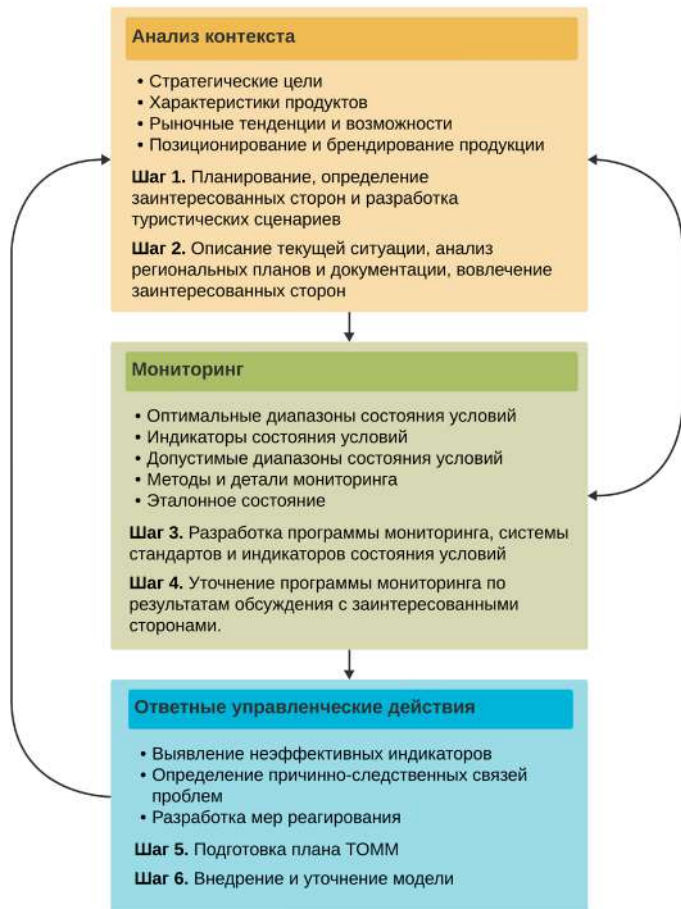 Анализ контекста
• Стратегические цели
• Характеристики продуктов
• Рыночные тенденции и возможности
• Позиционирование и брендирование продукции
Шаг 1. Планирование, определение
заинтересованных сторон и разработка
туристических сценариев
Шаг 2. Описание текущей ситуации, анализ
региональных планов и документации, вовлечение
заинтересованных сторон
Мониторинг
• Оптимальные диапазоны состояния условий
• Индикаторы состояния условий
• Допустимые диапазоны состояния условий
• Методы и детали мониторинга
• Эталонное состояние
Шаг 3. Разработка программы мониторинга, системы
стандартов и индикаторов состояния условий
Шаг 4. Уточнение программы мониторинга по
результатам обсуждения с заинтересованными
сторонами.
Ответные управленческие действия
• Выявление неэффективных индикаторов
• Определение причинно-следственных связей
проблем
• Разработка мер реагирования
Шаг 5. Подготовка плана ТОММ
Шаг 6. Внедрение и уточнение модели